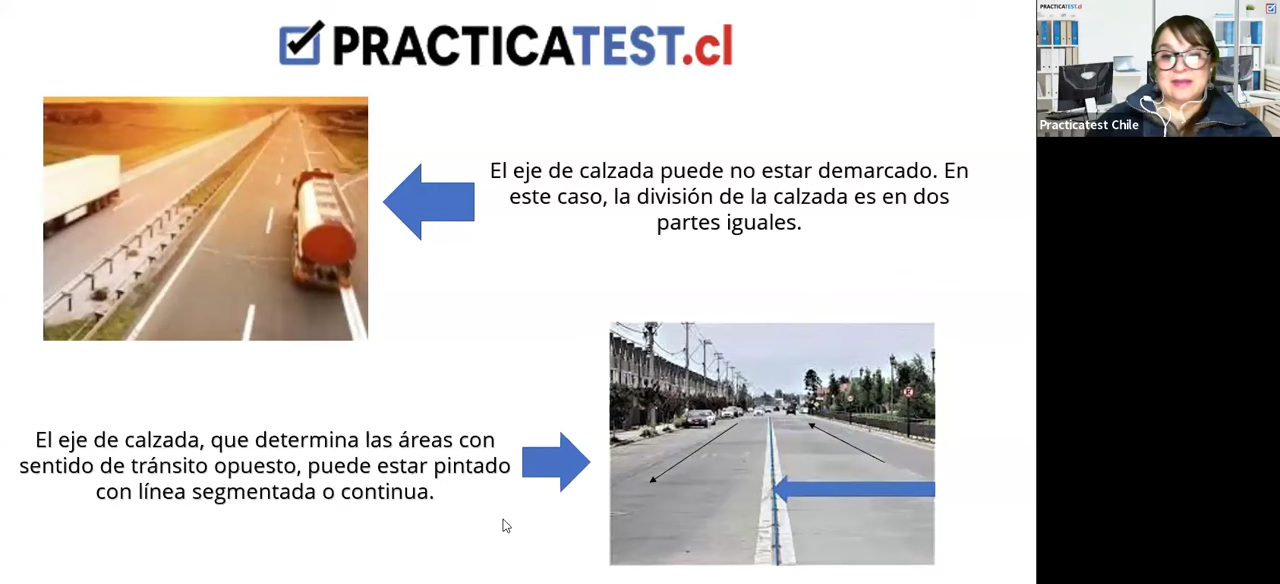 PRACTICATEST.cl
El eje de calzada puede no estar demarcado. En
este caso, la división de la calzada es en dos
partes iguales.
El eje de calzada, que determina las áreas con
sentido de tránsito opuesto, puede estar pintado
con línea segmentada o continua.
PRACTICATEST.cl
Practicatest Chile